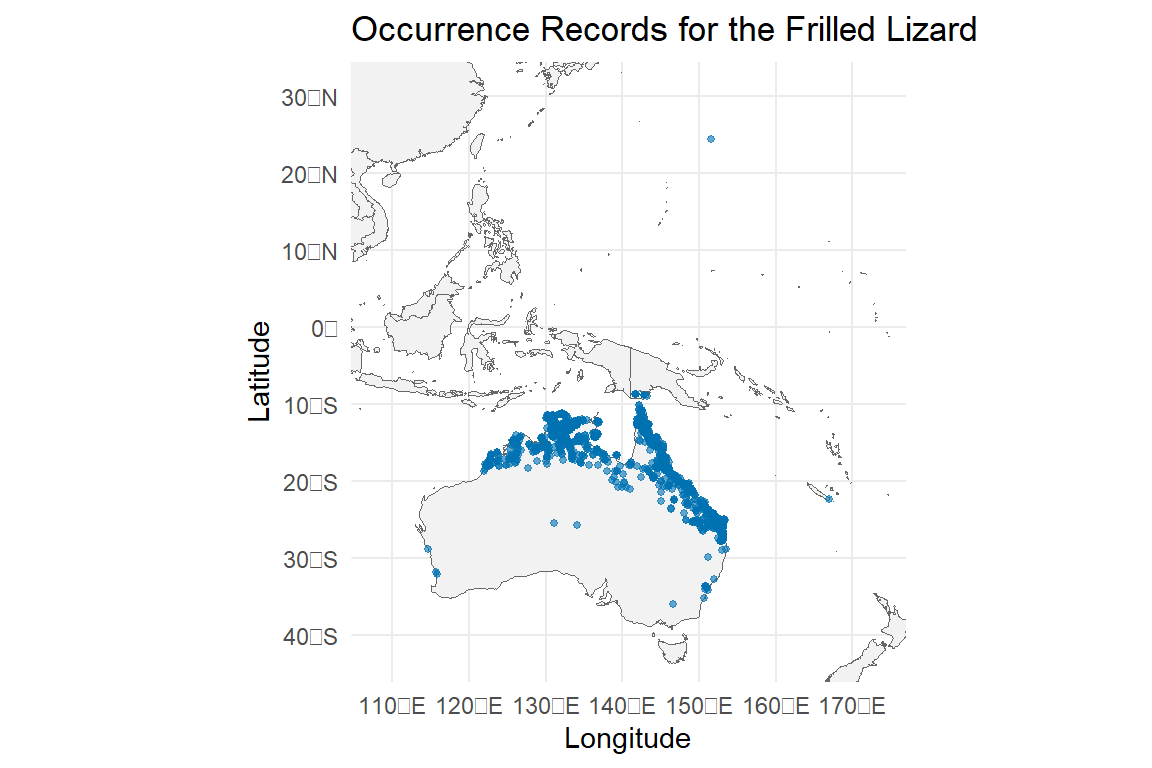 Occurrence Records for the Frilled Lizard
30□N
20□N
10□N
0□
10□S
20□S
30□S
40□S
Latitude
110□E 120□E 130□E 140□E 150□E 160□E 170□E
Longitude